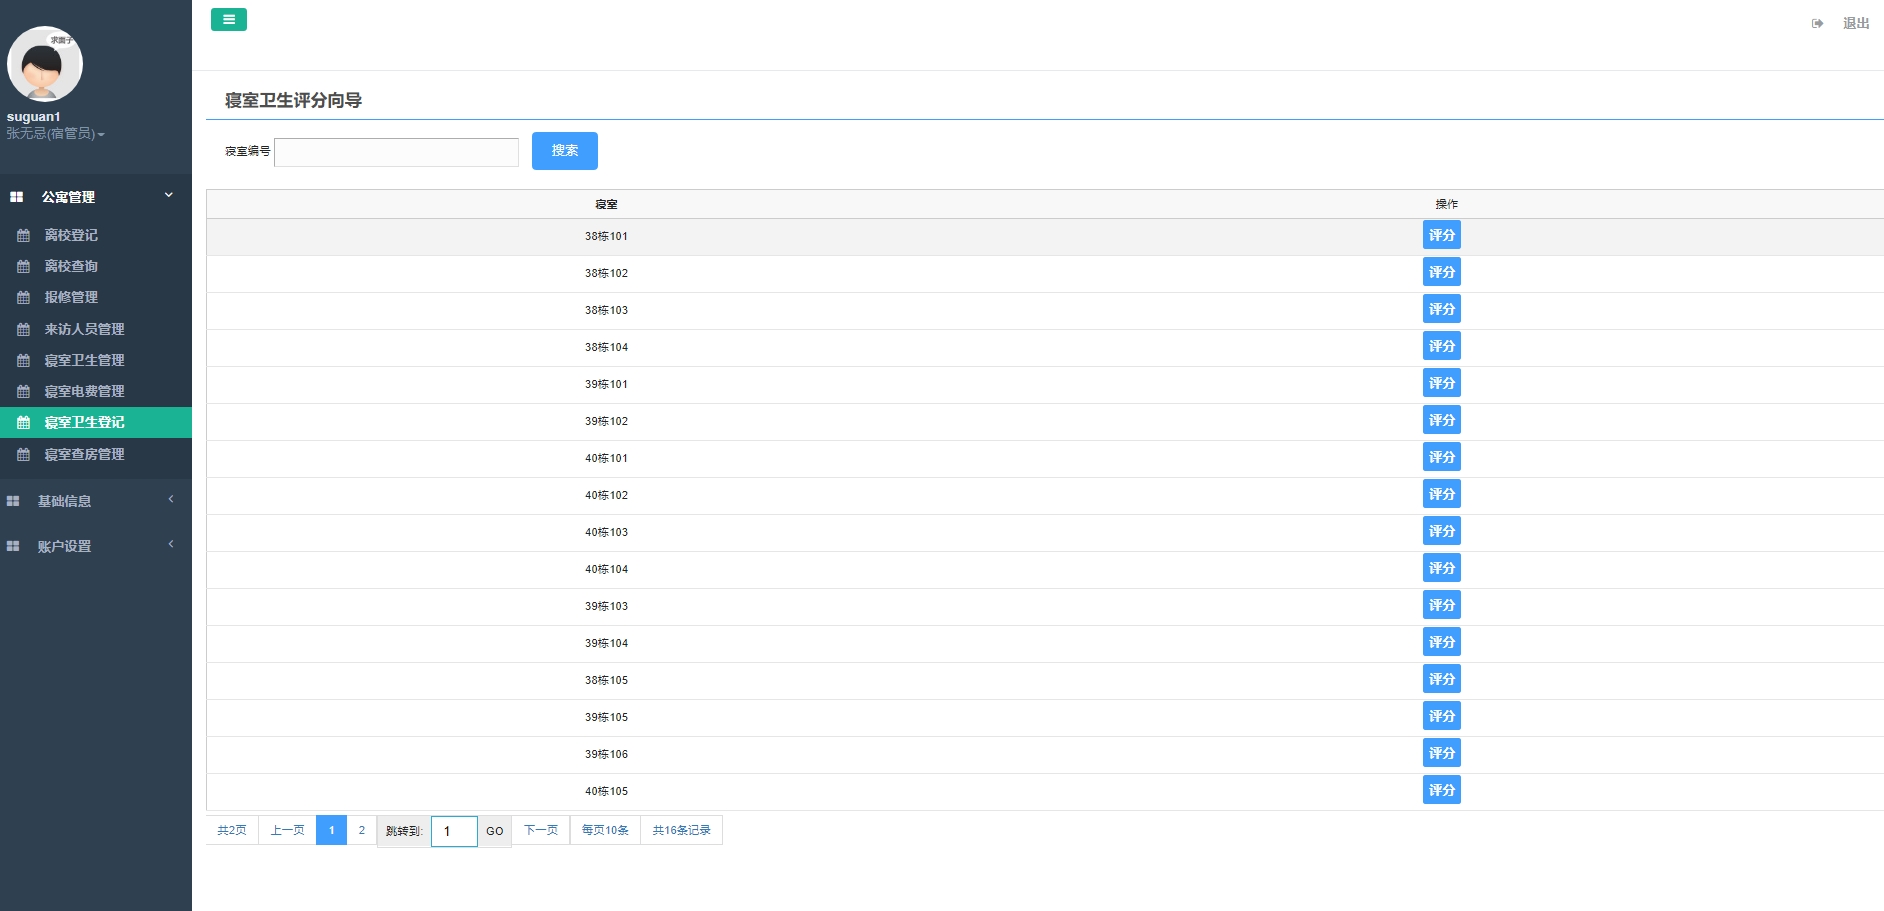 求面子
suguan1
张无忌(宿管员)
公寓管理
离校登记
离校查询
报修管理
来访人员管理
寝室卫生管理
寝室电费管理
寝室卫生登记
寝室查房管理
基础信息
账户设置
退出
寝室卫生评分向导
寝室编号
搜索
寝室 操作
38栋101 评分
38栋102 评分
38栋103 评分
38栋104 评分
39栋101 评分
39栋102 评分
40栋101 评分
40栋102 评分
40栋103 评分
40栋104 评分
39栋103 评分
39栋104 评分
38栋105 评分
39栋105 评分
39栋106 评分
40栋105 评分
共2页 上一页 1 2 跳转到: 1 GO 下一页 每页10条 共16条记录